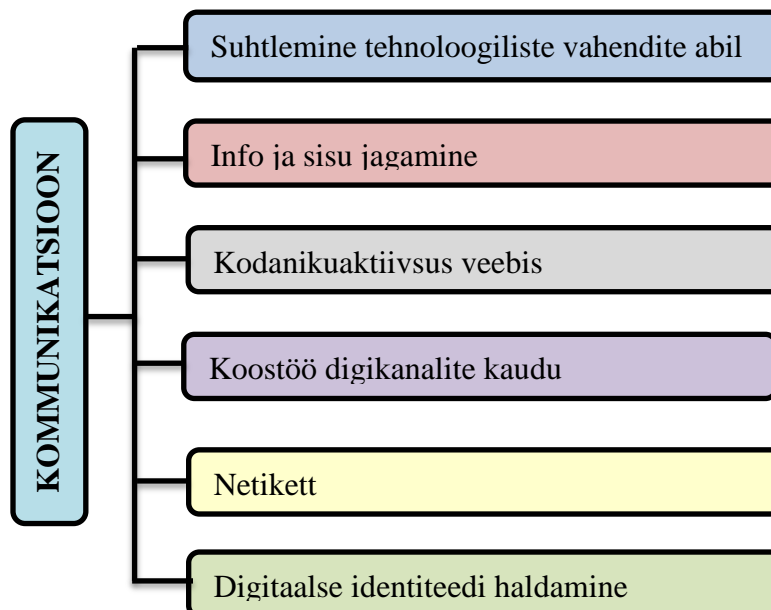 KOMMUNIKATSIOON
Suhtlemine tehnoloogiliste vahendite abil
Info ja sisu jagamine
Kodanikuaktiivsus veebis
Koostöö digikanalite kaudu
Netikett
Digitaalse identiteedi haldamine